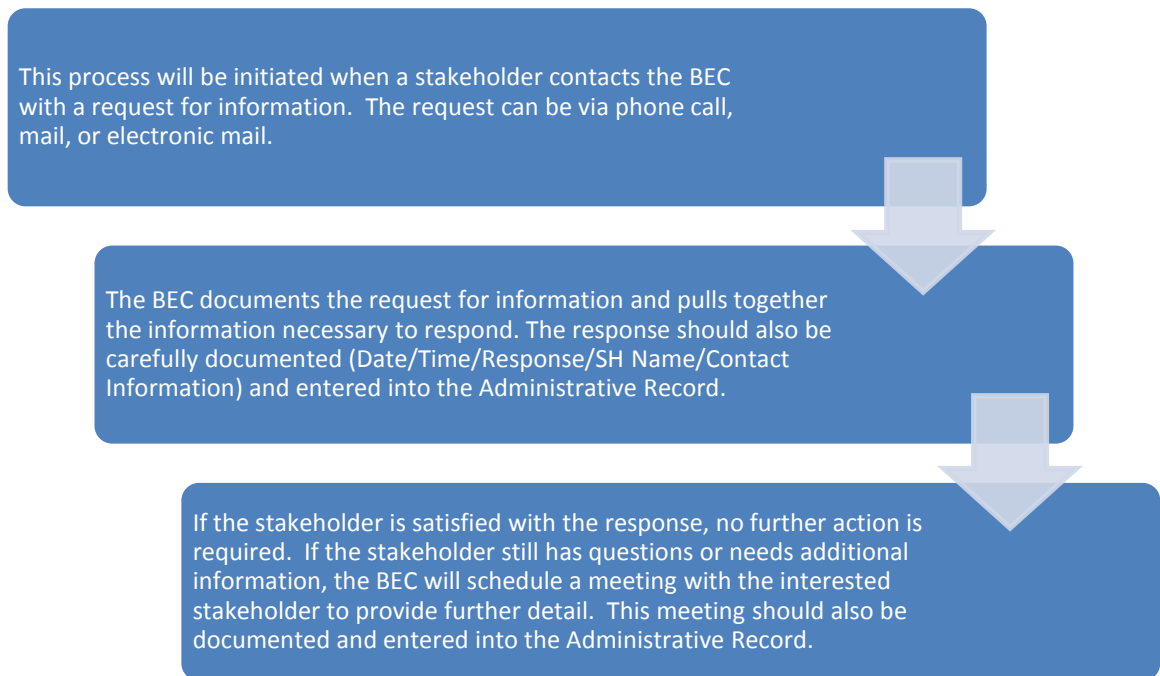 This process will be initiated when a stakeholder contacts the BEC
with a request for information.  The request can be via phone call,
mail, or electronic mail.
The BEC documents the request for information and pulls together
the information necessary to respond. The response should also be
carefully documented (Date/Time/Response/SH Name/Contact
Information) and entered into the Administrative Record.
If the stakeholder is satisfied with the response, no further action is
required.  If the stakeholder still has questions or needs additional
information, the BEC will schedule a meeting with the interested
stakeholder to provide further detail.  This meeting should also be
documented and entered into the Administrative Record.